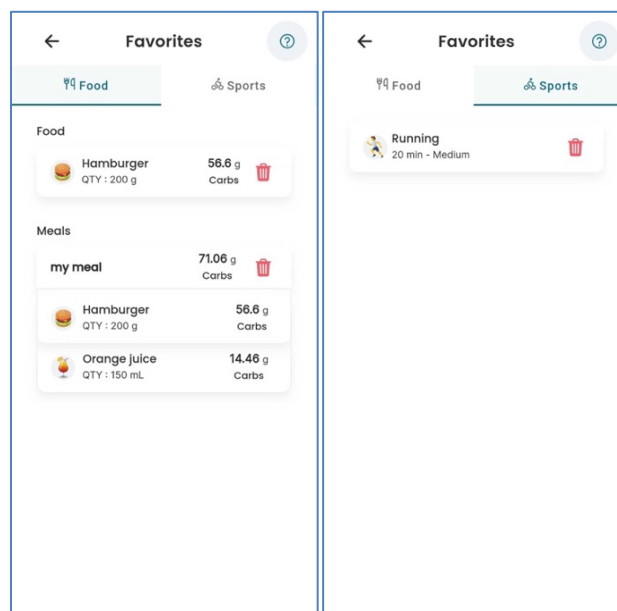 Favorites
Food
Sports
Food
Hamburger
QTY : 200 g
56.6 g
Carbs
Meals
my meal
71.06 g
Carbs
Hamburger
QTY : 200 g
56.6 g
Carbs
Orange juice
QTY : 150 mL
14.46 g
Carbs
Favorites
Food
Sports
Running
20 min - Medium